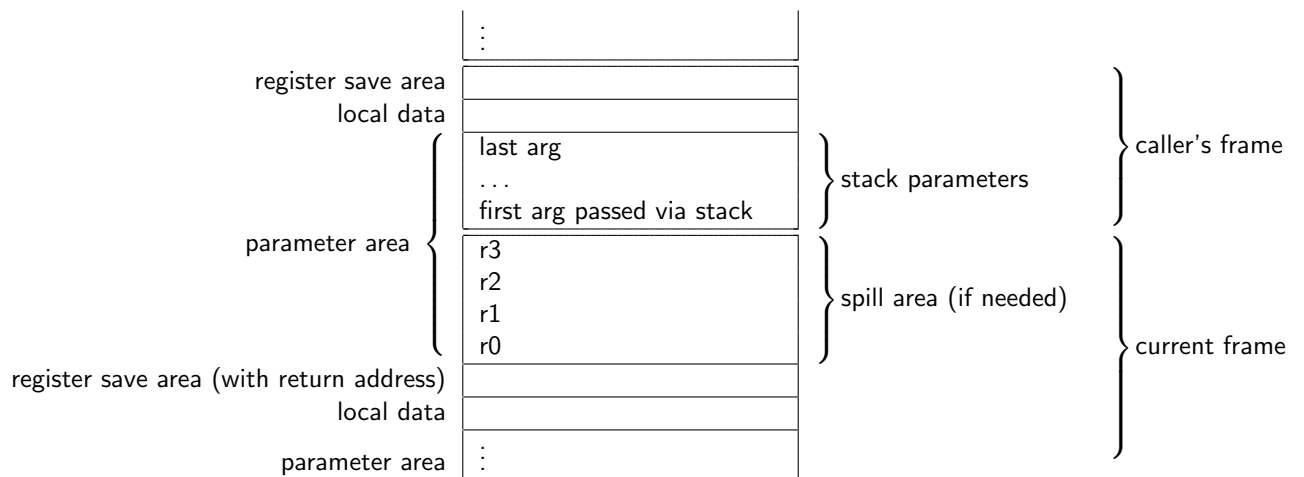 ⋮
register save area
local data
last arg
caller's frame
. . .
stack parameters
first arg passed via stack
parameter area
r3
r2
spill area (if needed)
r1
r0
current frame
register save area (with return address)
local data
parameter area
⋮